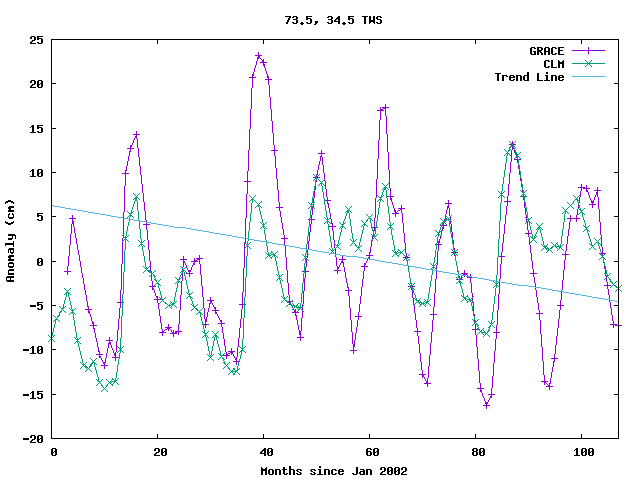 73.5, 34.5 TWS
GRACE
CLM
Trend Line
25
20
15
10
5
0
-5
-10
-15
-20
Anomaly (cm)
0 20 40 60 80 100
Months since Jan 2002